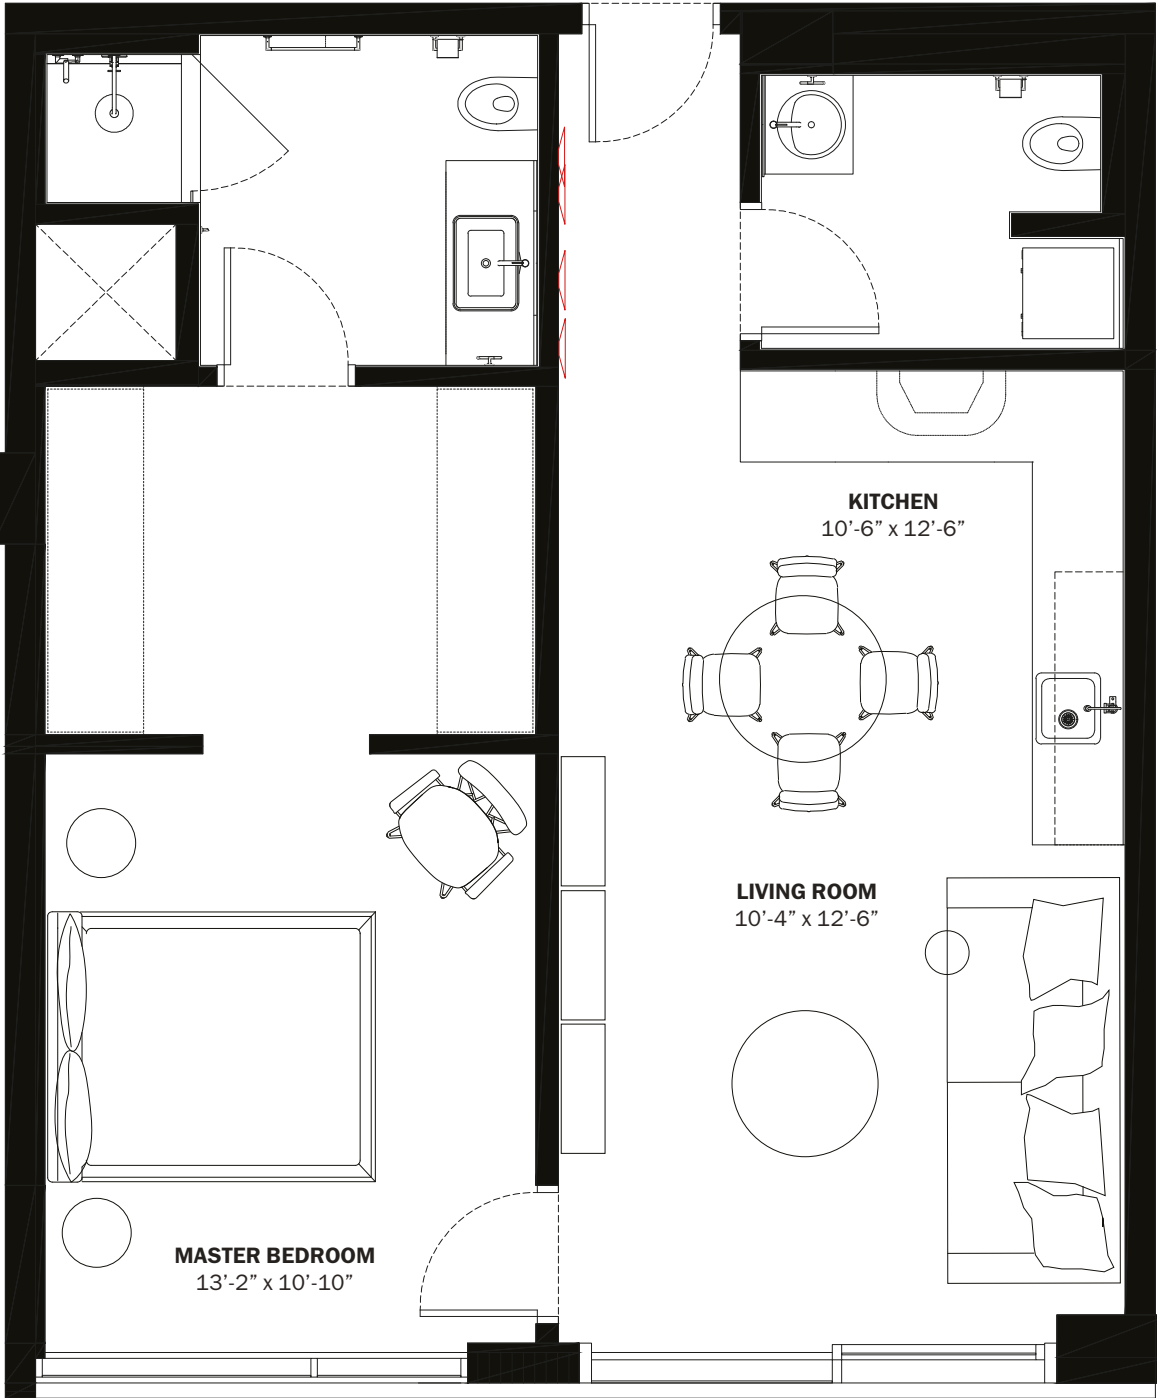 KITCHEN
10’-6” x 12’-6”
LIVING ROOM
10’-4” x 12’-6”
MASTER BEDROOM
13’-2” x 10’-10”